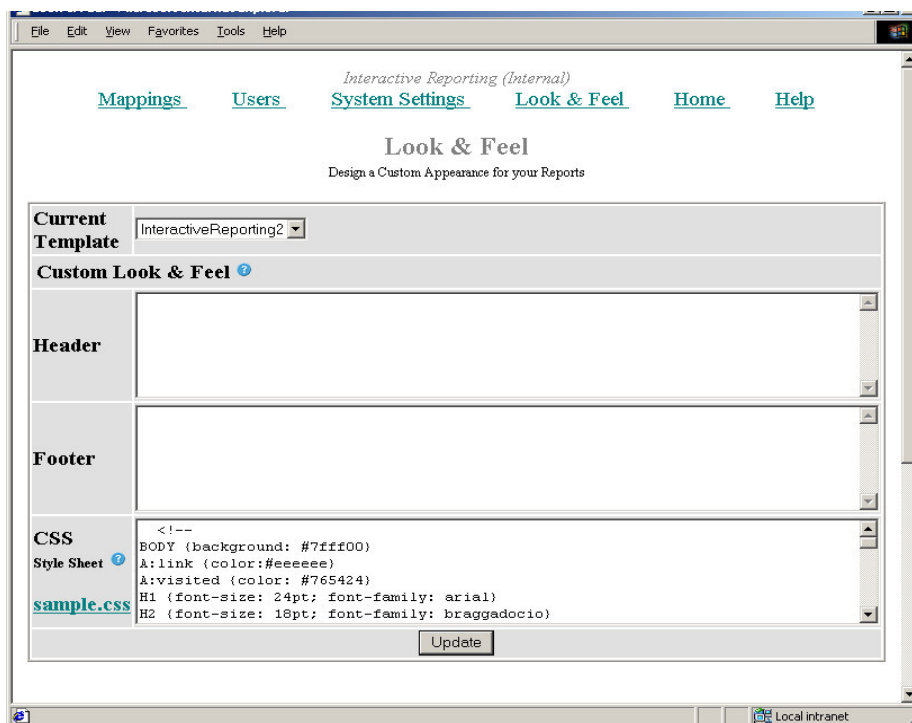 File Edit View Favorites Tools Help
Interactive Reporting (Internal)
Mappings Users System Settings Look & Feel Home Help
Look & Feel
Design a Custom Appearance for your Reports
Current
Template
InteractiveReporting2
Custom Look & Feel
Header
Footer
CSS
Style Sheet
sample.css
<!--
BODY {background: #7fff00}
A:link {color:#eeeeee}
A:visited {color: #765424}
H1 {font-size: 24pt; font-family: arial}
H2 {font-size: 18pt; font-family: braggadocio}
Update
Local intranet